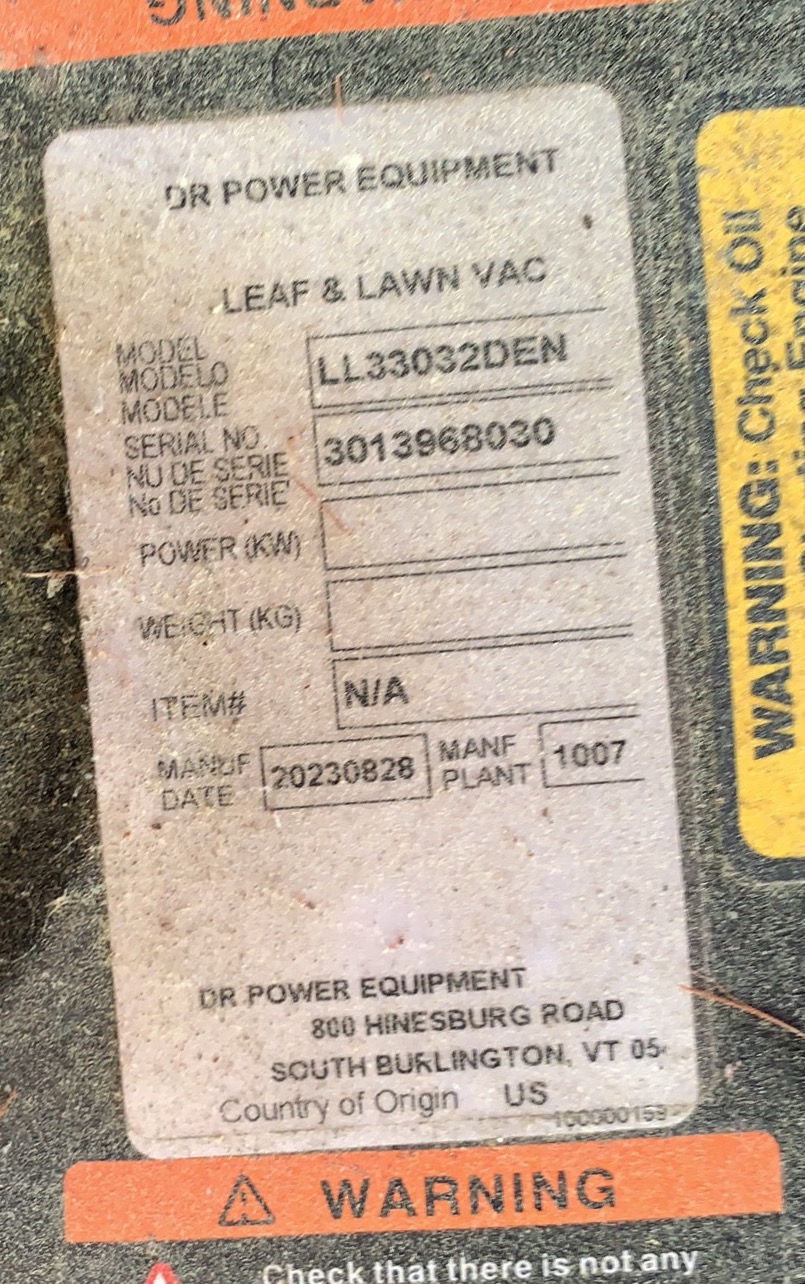 WARNING
DR POWER EQUIPMENT
LEAF & LAWN VAC
MODEL
MODELO
MODELE
LL33032DEN
SERIAL NO.
NU DE SERIE
No DE SERIE
3013968030
POWER (KW)
WEIGHT (KG)
ITEM#
N/A
MANUF
DATE
20230828
MANF
PLANT
1007
DR POWER EQUIPMENT
800 HINESBURG ROAD
SOUTH BURLINGTON, VT 05
Country of Origin US
WARNING: Check Oil
Engine
WARNING
Check that there is not any